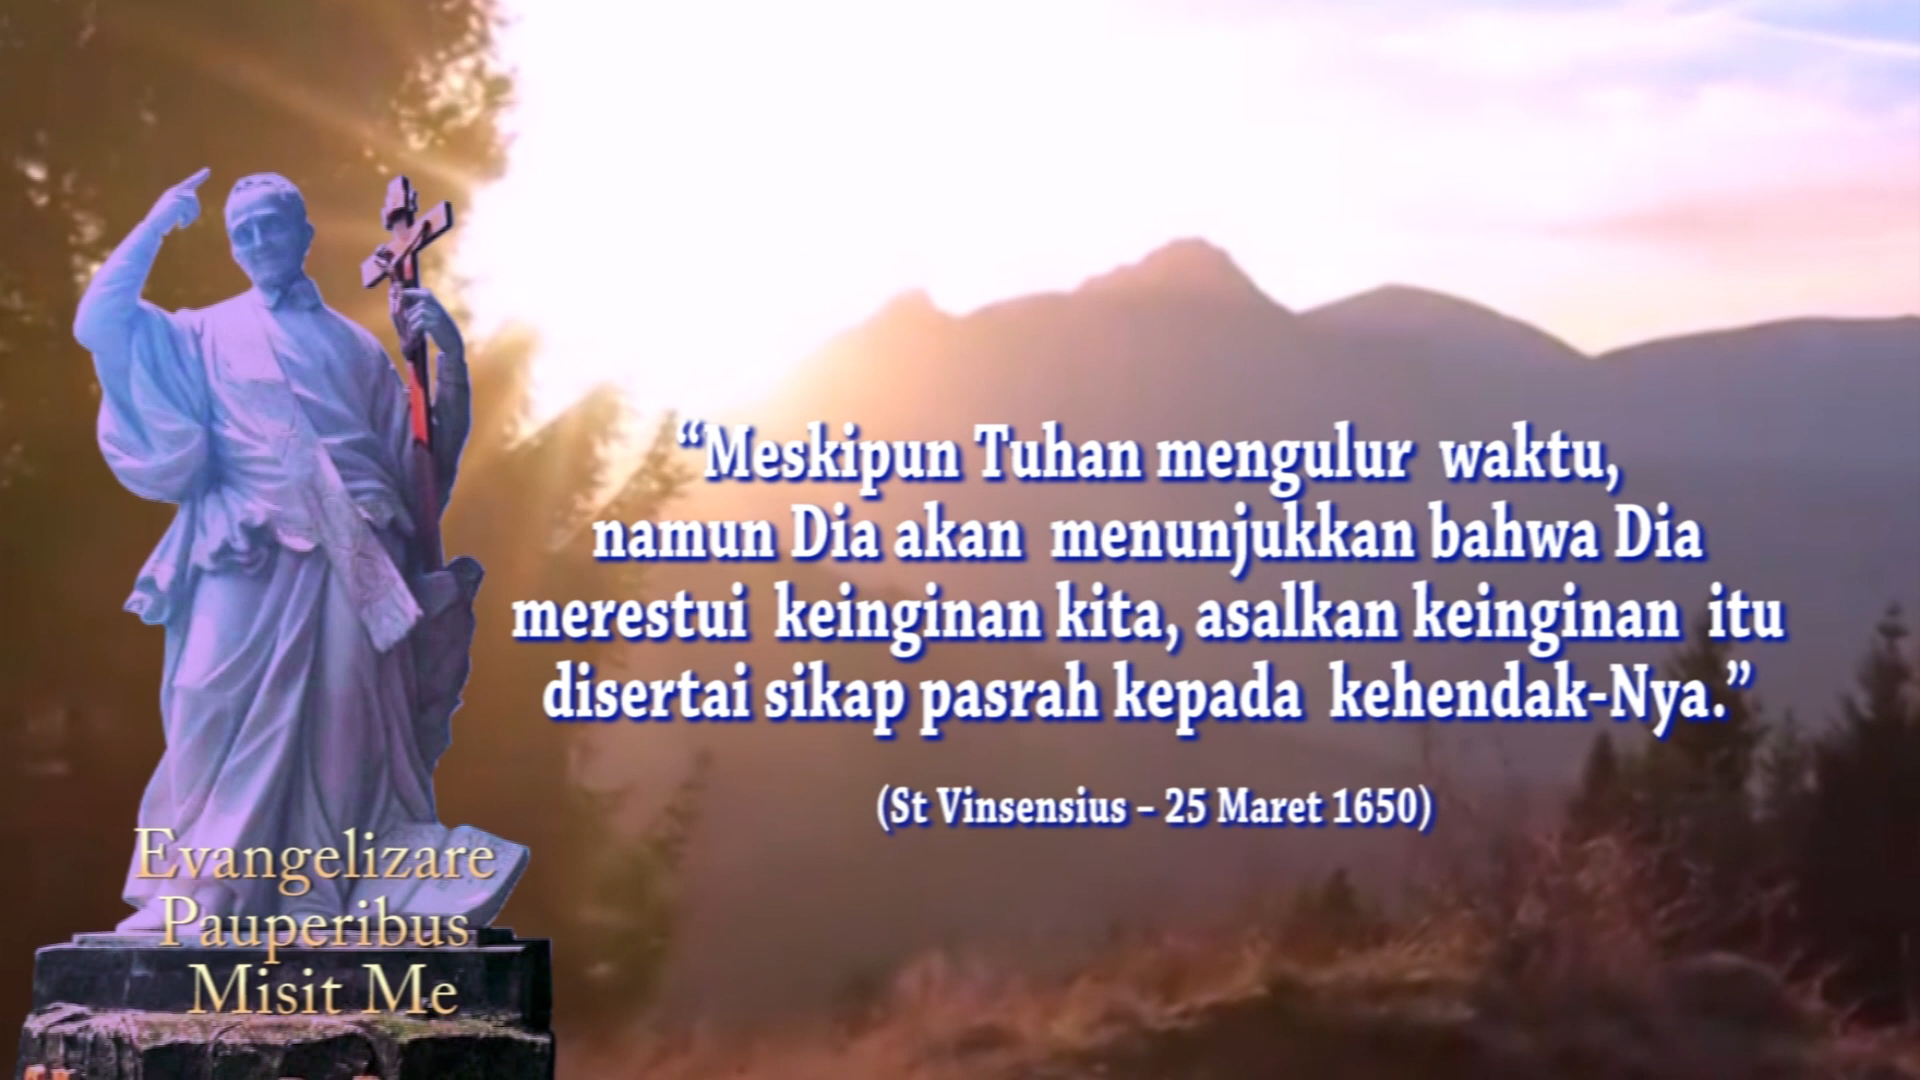 “Meskipun Tuhan mengulur waktu,
namun Dia akan menunjukkan bahwa Dia
merestui keinginan kita, asalkan keinginan itu
disertai sikap pasrah kepada kehendak-Nya.”
(St Vinsensius – 25 Maret 1650)
Evangelizare
Pauperibus
Misit Me